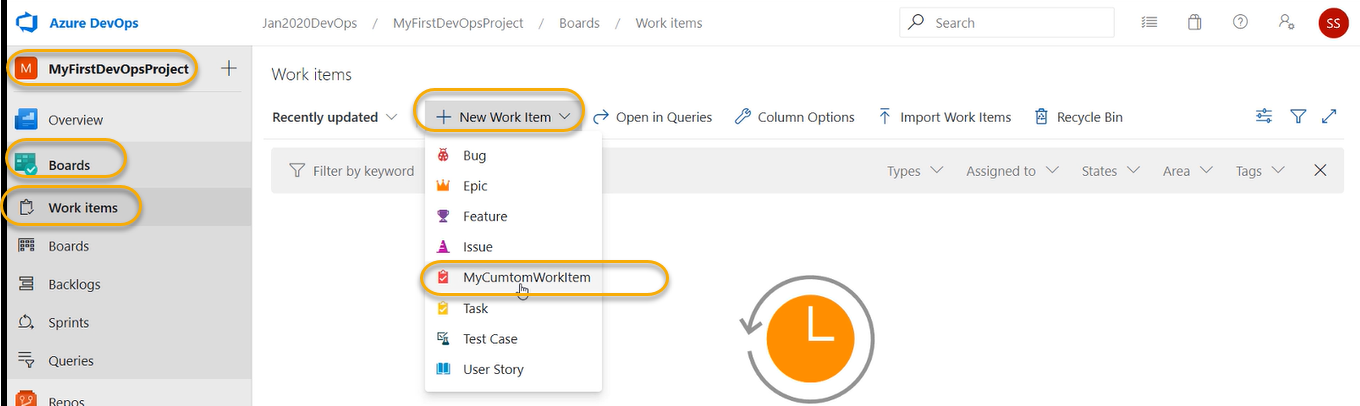 Azure DevOps
Jan2020DevOps / MyFirstDevOpsProject / Boards / Work items
Search
SS
M MyFirstDevOpsProject
Work items
Overview
Recently updated
New Work Item
Open in Queries
Column Options
Import Work Items
Recycle Bin
Boards
Bug
Filter by keyword
Types
Assigned to
States
Area
Tags
Epic
Work items
Feature
Boards
Issue
MyCumtomWorkItem
Backlogs
Task
Sprints
Test Case
Queries
User Story
Repos